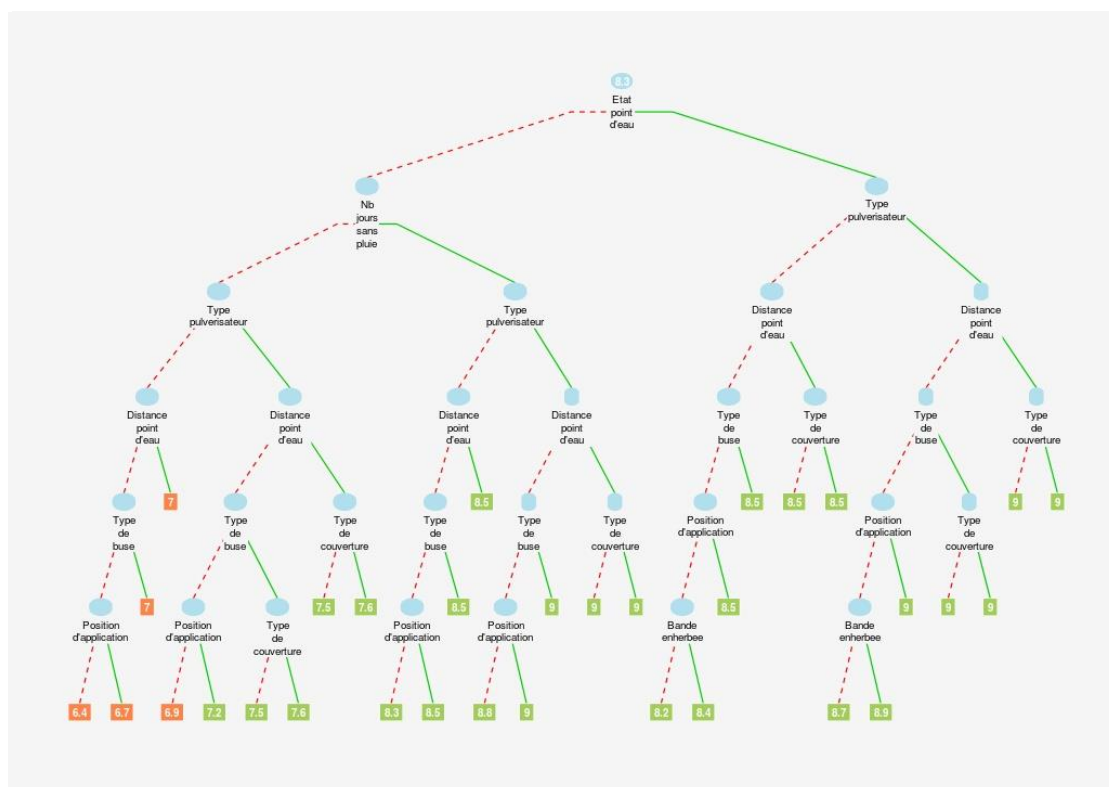 8.3
Etat
point
d'eau
Nb
jours
sans
pluie
Type
pulverisateur
Type
pulverisateur
Type
pulverisateur
Distance
point
d'eau
Distance
point
d'eau
Distance
point
d'eau
Distance
point
d'eau
Distance
point
d'eau
Distance
point
d'eau
Type
de
buse
Type
de
couverture
Type
de
buse
Type
de
couverture
7
8.5
8.5
8.5
8.5
9
9
Type
de
buse
Type
de
buse
Type
de
couverture
Type
de
buse
Type
de
buse
Type
de
couverture
Position
d'application
Position
d'application
Type
de
couverture
7
7.5
7.6
8.5
9
9
9
8.5
9
9
9
Position
d'application
Position
d'application
Type
de
couverture
Position
d'application
Position
d'application
Bande
enherbee
Bande
enherbee
6.4
6.7
6.9
7.2
7.5
7.6
8.3
8.5
8.8
9
8.2
8.4
8.7
8.9